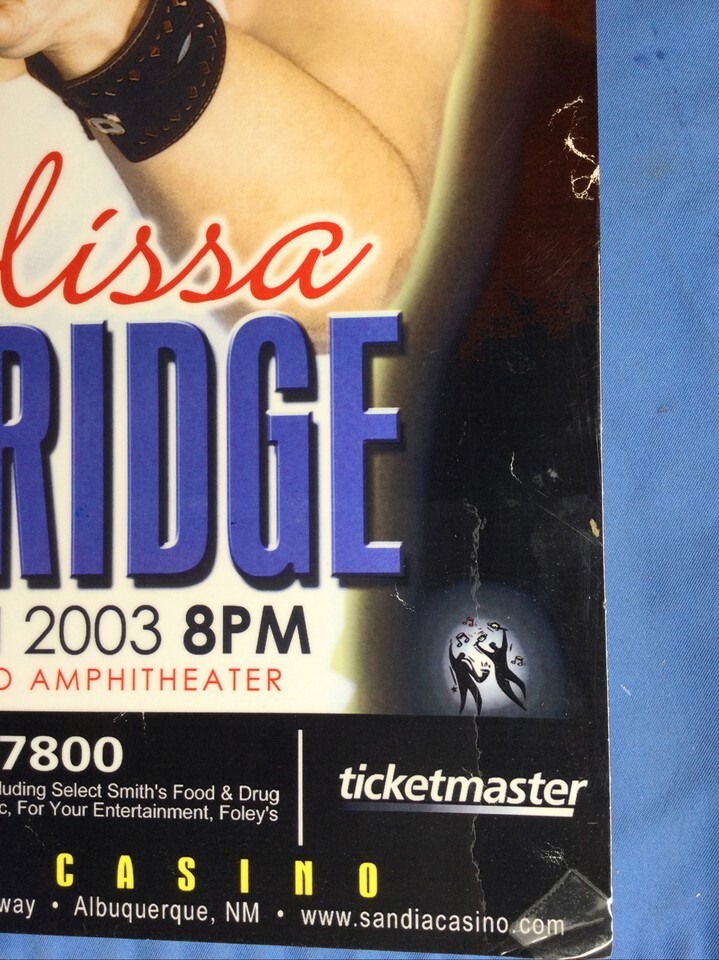 lissa
RIDGE
2003 8PM
AMPHITHEATER
7800
luding Select Smith's Food & Drug
c, For Your Entertainment, Foley's
ticketmaster
CASINO
way • Albuquerque, NM • www.sandiacasino.com